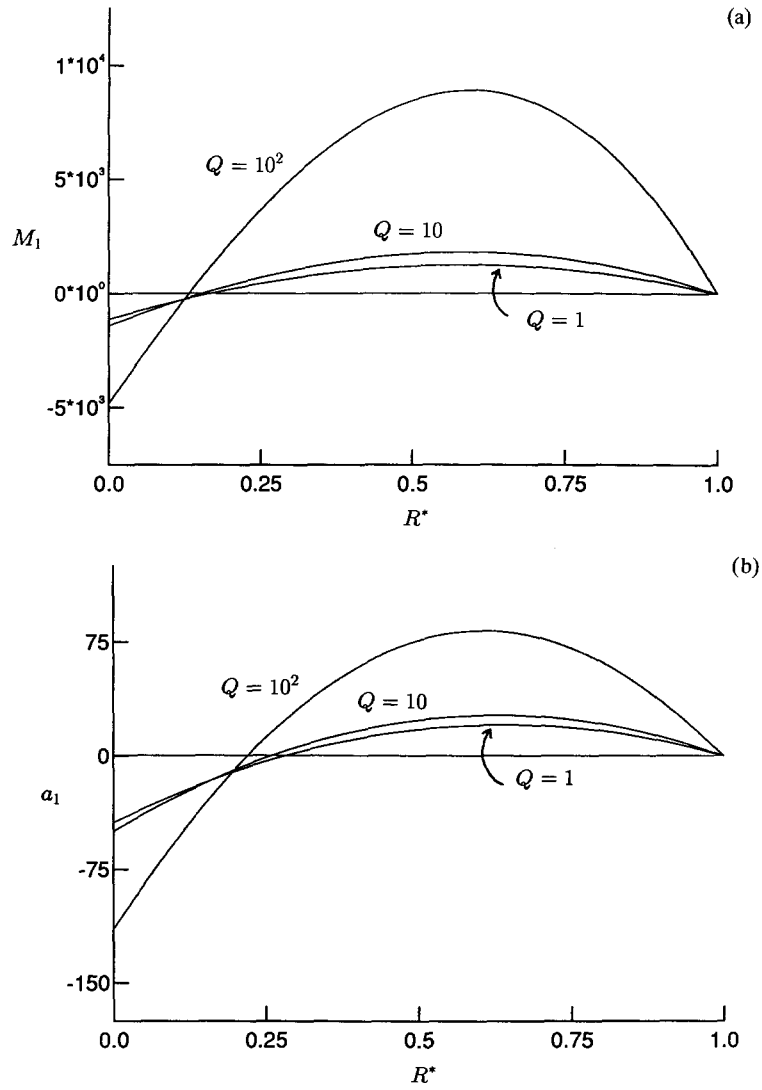 (a)
1*10⁴
Q = 10²
5*10³
Q = 10
M₁
0*10⁰
Q = 1
-5*10³
0.0 0.25 0.5 0.75 1.0
R*
(b)
75
Q = 10²
Q = 10
0
Q = 1
a₁
-75
-150
0.0 0.25 0.5 0.75 1.0
R*